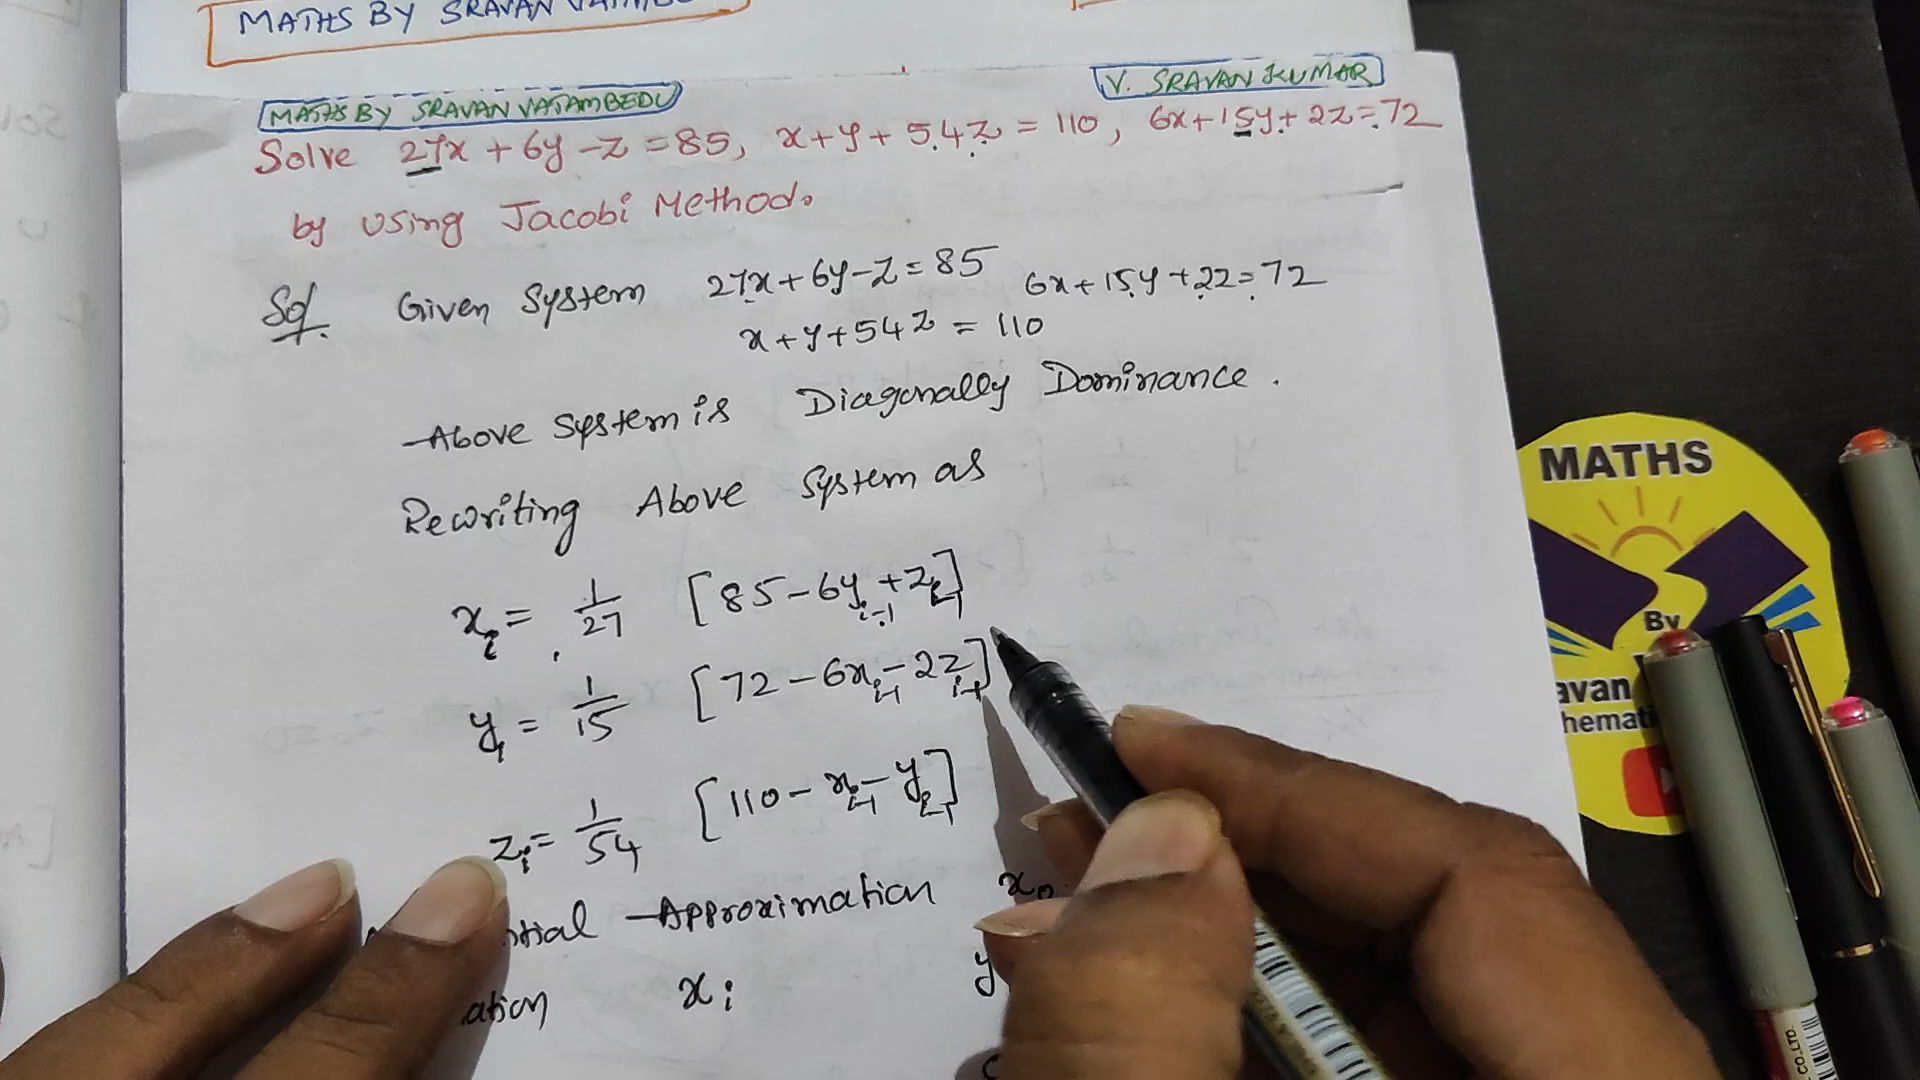 MATHS BY SRAVAN
MATHS BY SRAVAN VATAMBEDU
V. SRAVAN KUMAR
Solve 27x + 6y - z = 85, x + y + 54z = 110, 6x + 15y + 2z = 72
by Using Jacobi Method.
Sol. Given System 27x + 6y - z = 85 6x + 15y + 2z = 72
x + y + 54z = 110
Above System is Diagonally Dominance.
Rewriting Above System as
xᵢ = 1/27 [85 - 6yᵢ₋₁ + zᵢ₋₁]
yᵢ = 1/15 [72 - 6xᵢ₋₁ - 2zᵢ₋₁]
zᵢ = 1/54 [110 - xᵢ₋₁ - yᵢ₋₁]
Approximation x₀
xᵢ y
MATHS
By